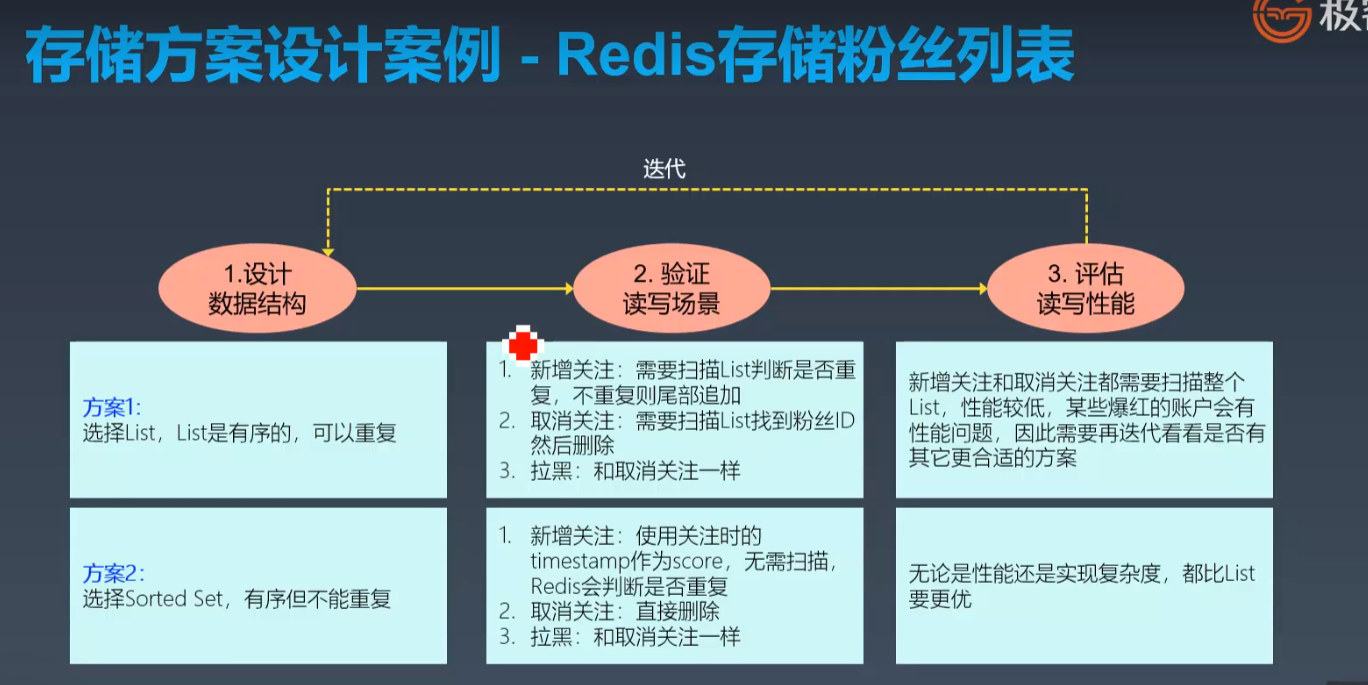 极客
存储方案设计案例 - Redis存储粉丝列表
迭代
1.设计
数据结构
2. 验证
读写场景
3. 评估
读写性能
方案1:
选择List，List是有序的，可以重复
1. 新增关注：需要扫描List判断是否重
复，不重复则尾部追加
2. 取消关注：需要扫描List找到粉丝ID
然后删除
3. 拉黑：和取消关注一样
新增关注和取消关注都需要扫描整个
List，性能较低，某些爆红的账户会有
性能问题，因此需要再迭代看看是否有
其它更合适的方案
方案2:
选择Sorted Set，有序但不能重复
1. 新增关注：使用关注时的
timestamp作为score，无需扫描，
Redis会判断是否重复
2. 取消关注：直接删除
3. 拉黑：和取消关注一样
无论是性能还是实现复杂度，都比List
要更优